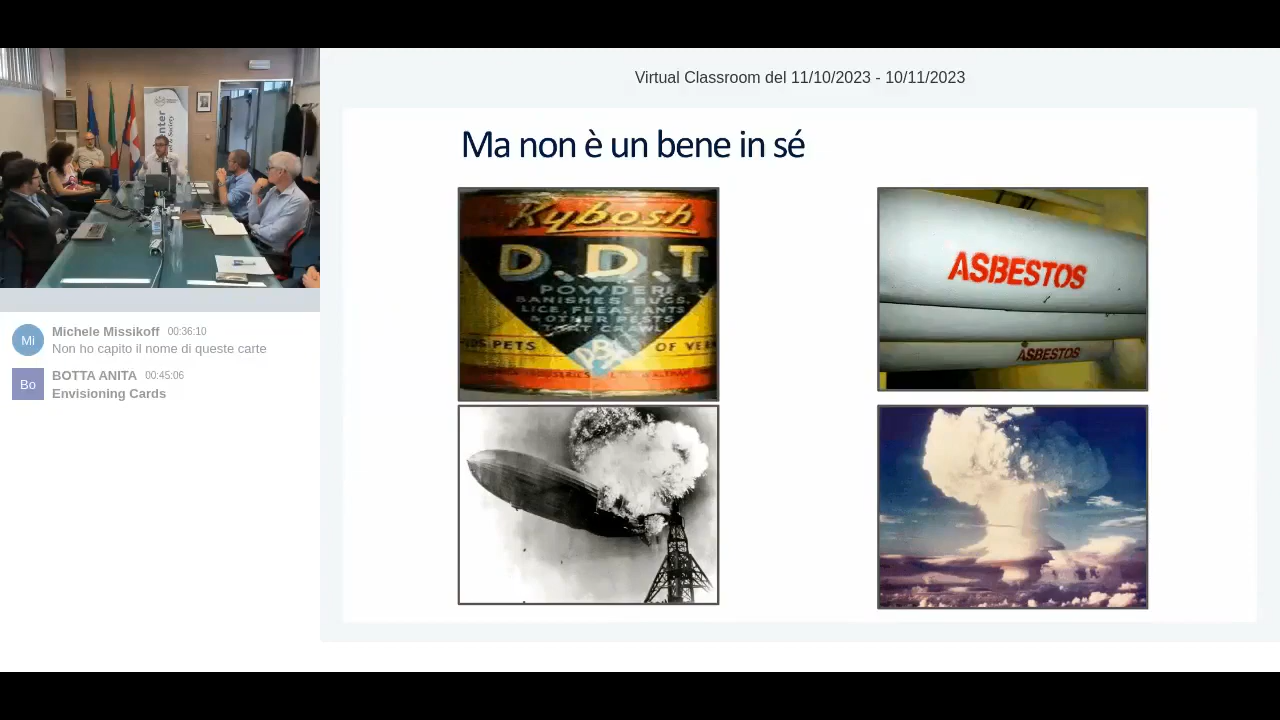 Virtual Classroom del 11/10/2023 - 10/11/2023
Ma non è un bene in sé
Kybosh
D.D.T
POWDER
BANISHES BUGS,
LICE, FLEAS, ANTS
& OTHER PESTS
THAT CRAWL
PETS
OF
ASBESTOS
ASBESTOS
Mi
Michele Missikoff 00:36:10
Non ho capito il nome di queste carte
Bo
BOTTA ANITA 00:45:06
Envisioning Cards